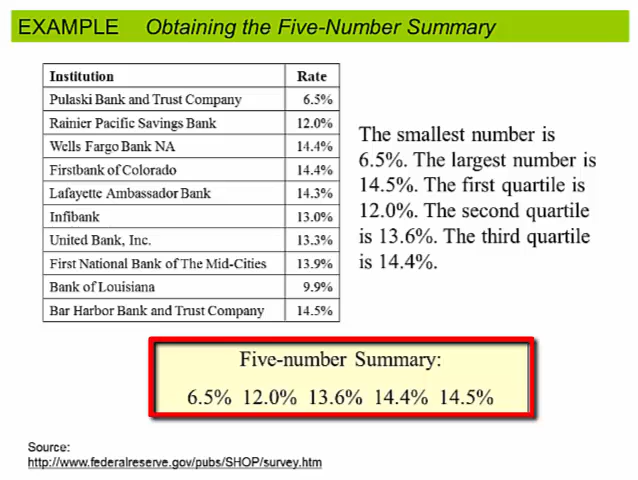 EXAMPLE Obtaining the Five-Number Summary
Institution Rate
Pulaski Bank and Trust Company 6.5%
Rainier Pacific Savings Bank 12.0%
Wells Fargo Bank NA 14.4%
Firstbank of Colorado 14.4%
Lafayette Ambassador Bank 14.3%
Infibank 13.0%
United Bank, Inc. 13.3%
First National Bank of The Mid-Cities 13.9%
Bank of Louisiana 9.9%
Bar Harbor Bank and Trust Company 14.5%
The smallest number is
6.5%. The largest number is
14.5%. The first quartile is
12.0%. The second quartile
is 13.6%. The third quartile
is 14.4%.
Five-number Summary:
6.5% 12.0% 13.6% 14.4% 14.5%
Source:
http://www.federalreserve.gov/pubs/SHOP/survey.htm